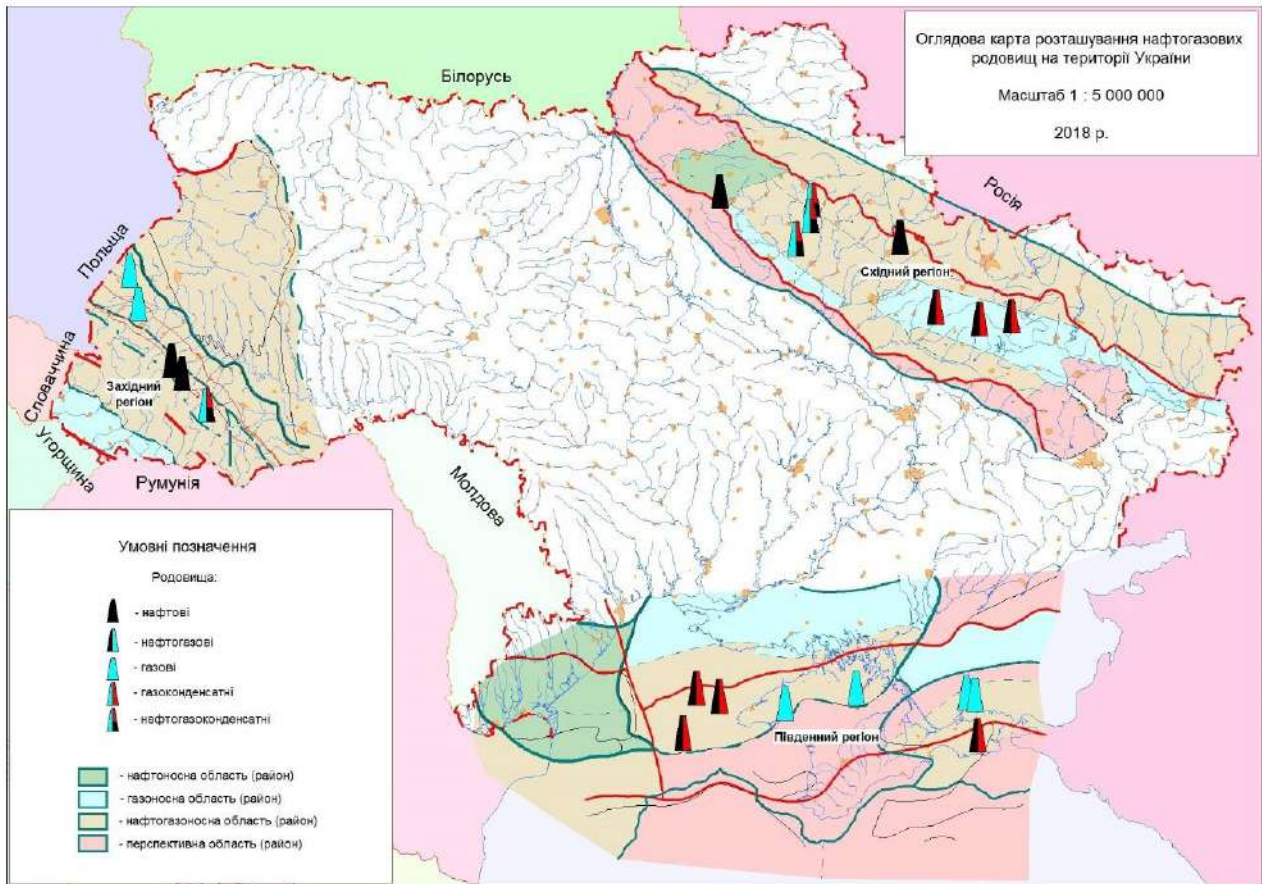 Оглядова карта розташування нафтогазових
родовищ на території України
Масштаб 1 : 5 000 000
2018 р.
Білорусь
Росія
Польща
Східний регіон
Словаччина
Західний
регіон
Угорщина
Румунія
Молдова
Південний регіон
Умовні позначення
Родовища:
- нафтові
- нафтогазові
- газові
- газоконденсатні
- нафтогазоконденсатні
- нафтоносна область (район)
- газоносна область (район)
- нафтогазоносна область (район)
- перспективна область (район)